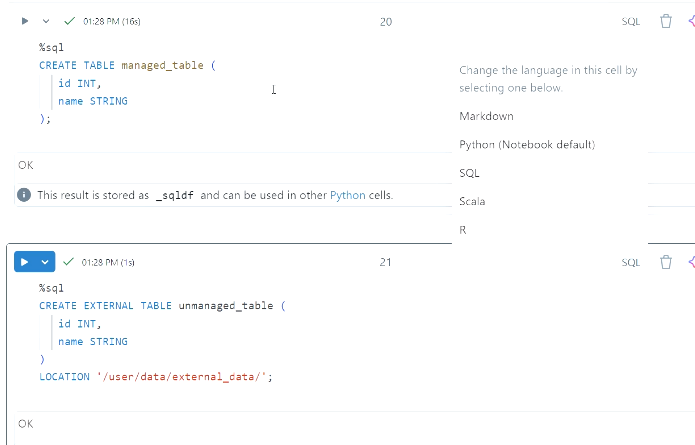 01:28 PM (16s) 20 SQL
%sql
CREATE TABLE managed_table (
id INT,
name STRING
);
Change the language in this cell by
selecting one below.
Markdown
Python (Notebook default)
SQL
Scala
R
OK
This result is stored as _sqldf and can be used in other Python cells.
01:28 PM (1s) 21 SQL
%sql
CREATE EXTERNAL TABLE unmanaged_table (
id INT,
name STRING
)
LOCATION '/user/data/external_data/';
OK